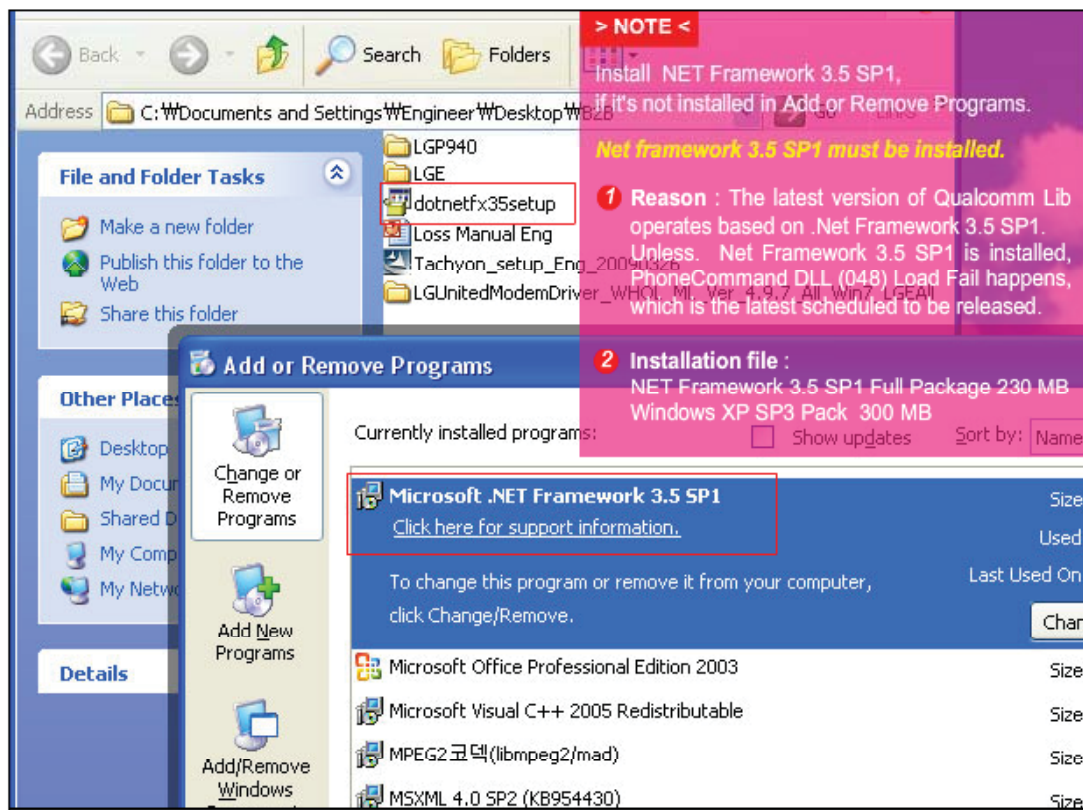 > NOTE <
Install NET Framework 3.5 SP1,
if it's not installed in Add or Remove Programs.
Net framework 3.5 SP1 must be installed.
1 Reason : The latest version of Qualcomm Lib
operates based on .Net Framework 3.5 SP1.
Unless. Net Framework 3.5 SP1 is installed,
PhoneCommand DLL (048) Load Fail happens,
which is the latest scheduled to be released.
2 Installation file :
NET Framework 3.5 SP1 Full Package 230 MB
Windows XP SP3 Pack 300 MB
Back
Search
Folders
Address C:₩Documents and Settings₩Engineer₩Desktop₩B2B
Go
Links
File and Folder Tasks
Make a new folder
Publish this folder to the
Web
Share this folder
Other Places
Desktop
My Docur
Shared D
My Comp
My Netwo
Details
LGP940
LGE
dotnetfx35setup
Loss Manual Eng
Tachyon_setup_Eng_20090326
LGUnitedModemDriver_WHQL_ML_Ver_4.9.7_All_Win7_LGEAll
Add or Remove Programs
Change or
Remove
Programs
Add New
Programs
Add/Remove
Windows
Currently installed programs:
Show updates
Sort by: Name
Microsoft .NET Framework 3.5 SP1
Size
Click here for support information.
Used
Last Used On
To change this program or remove it from your computer,
click Change/Remove.
Chan
Microsoft Office Professional Edition 2003
Size
Microsoft Visual C++ 2005 Redistributable
Size
MPEG2코덱(libmpeg2/mad)
Size
MSXML 4.0 SP2 (KB954430)
Size